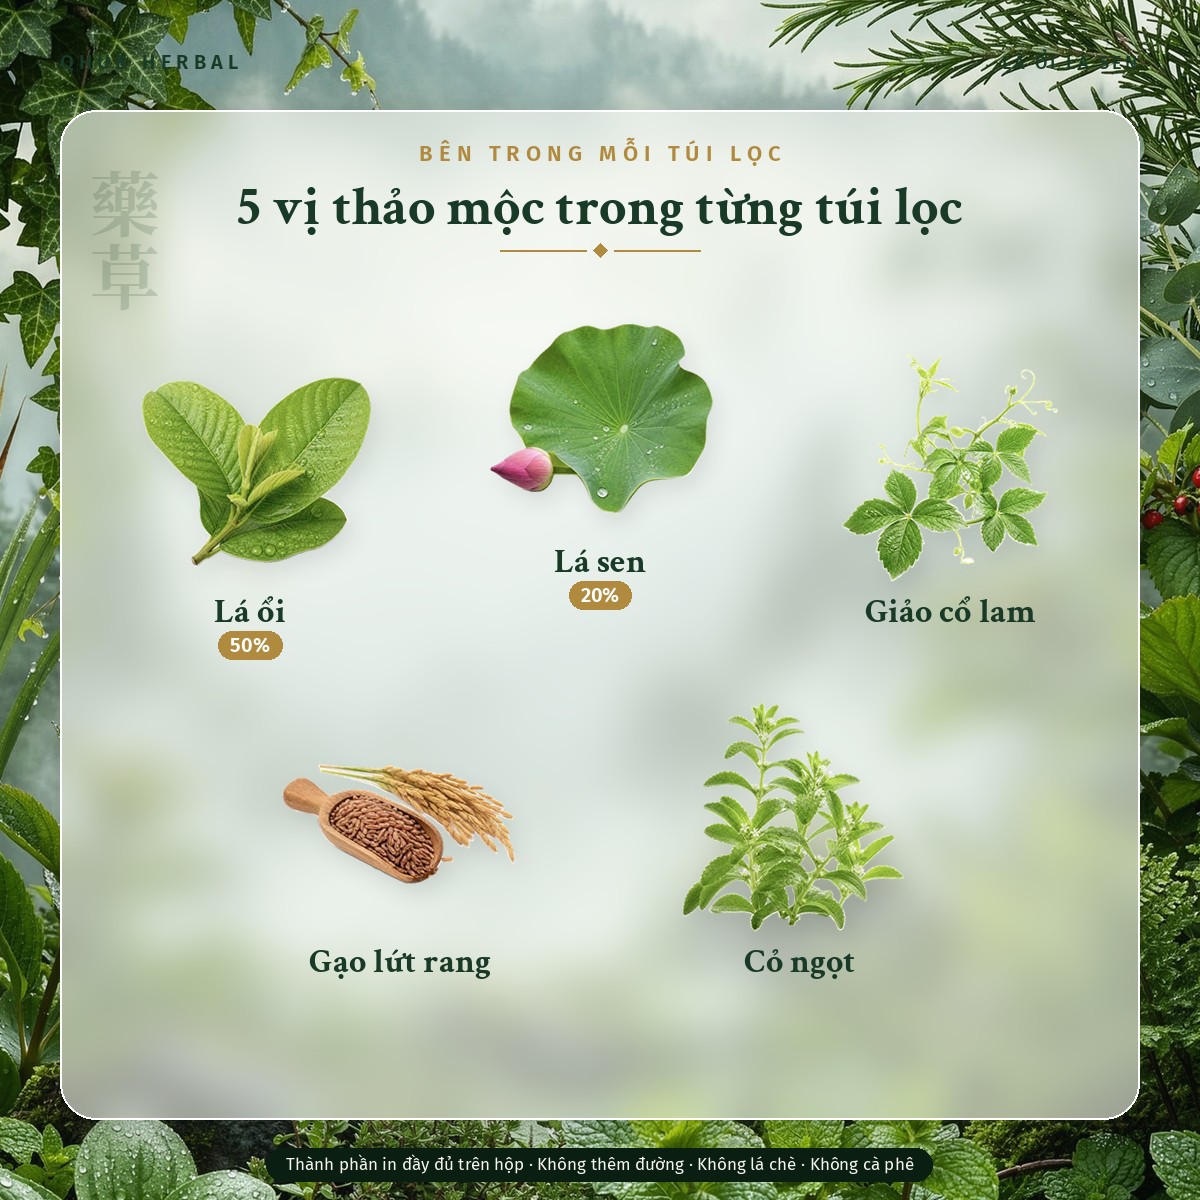 HERBAL
BÊN TRONG MỖI TÚI LỌC
5 vị thảo mộc trong từng túi lọc
藥草
Lá ổi
50%
Lá sen
20%
Giảo cổ lam
Gạo lứt rang
Cỏ ngọt
Thành phần in đầy đủ trên hộp · Không thêm đường · Không lá chè · Không cà phê